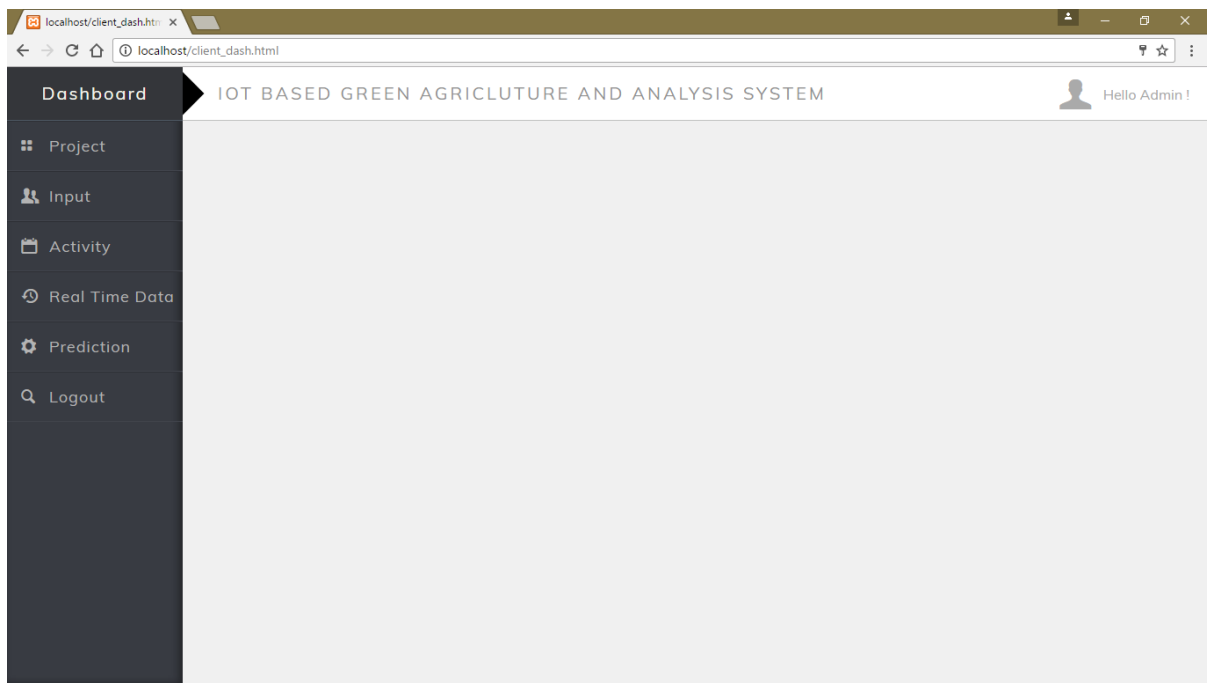 localhost/client_dash.htm
localhost/client_dash.html
Dashboard
IOT BASED GREEN AGRICLUTURE AND ANALYSIS SYSTEM
Hello Admin !
Project
Input
Activity
Real Time Data
Prediction
Logout